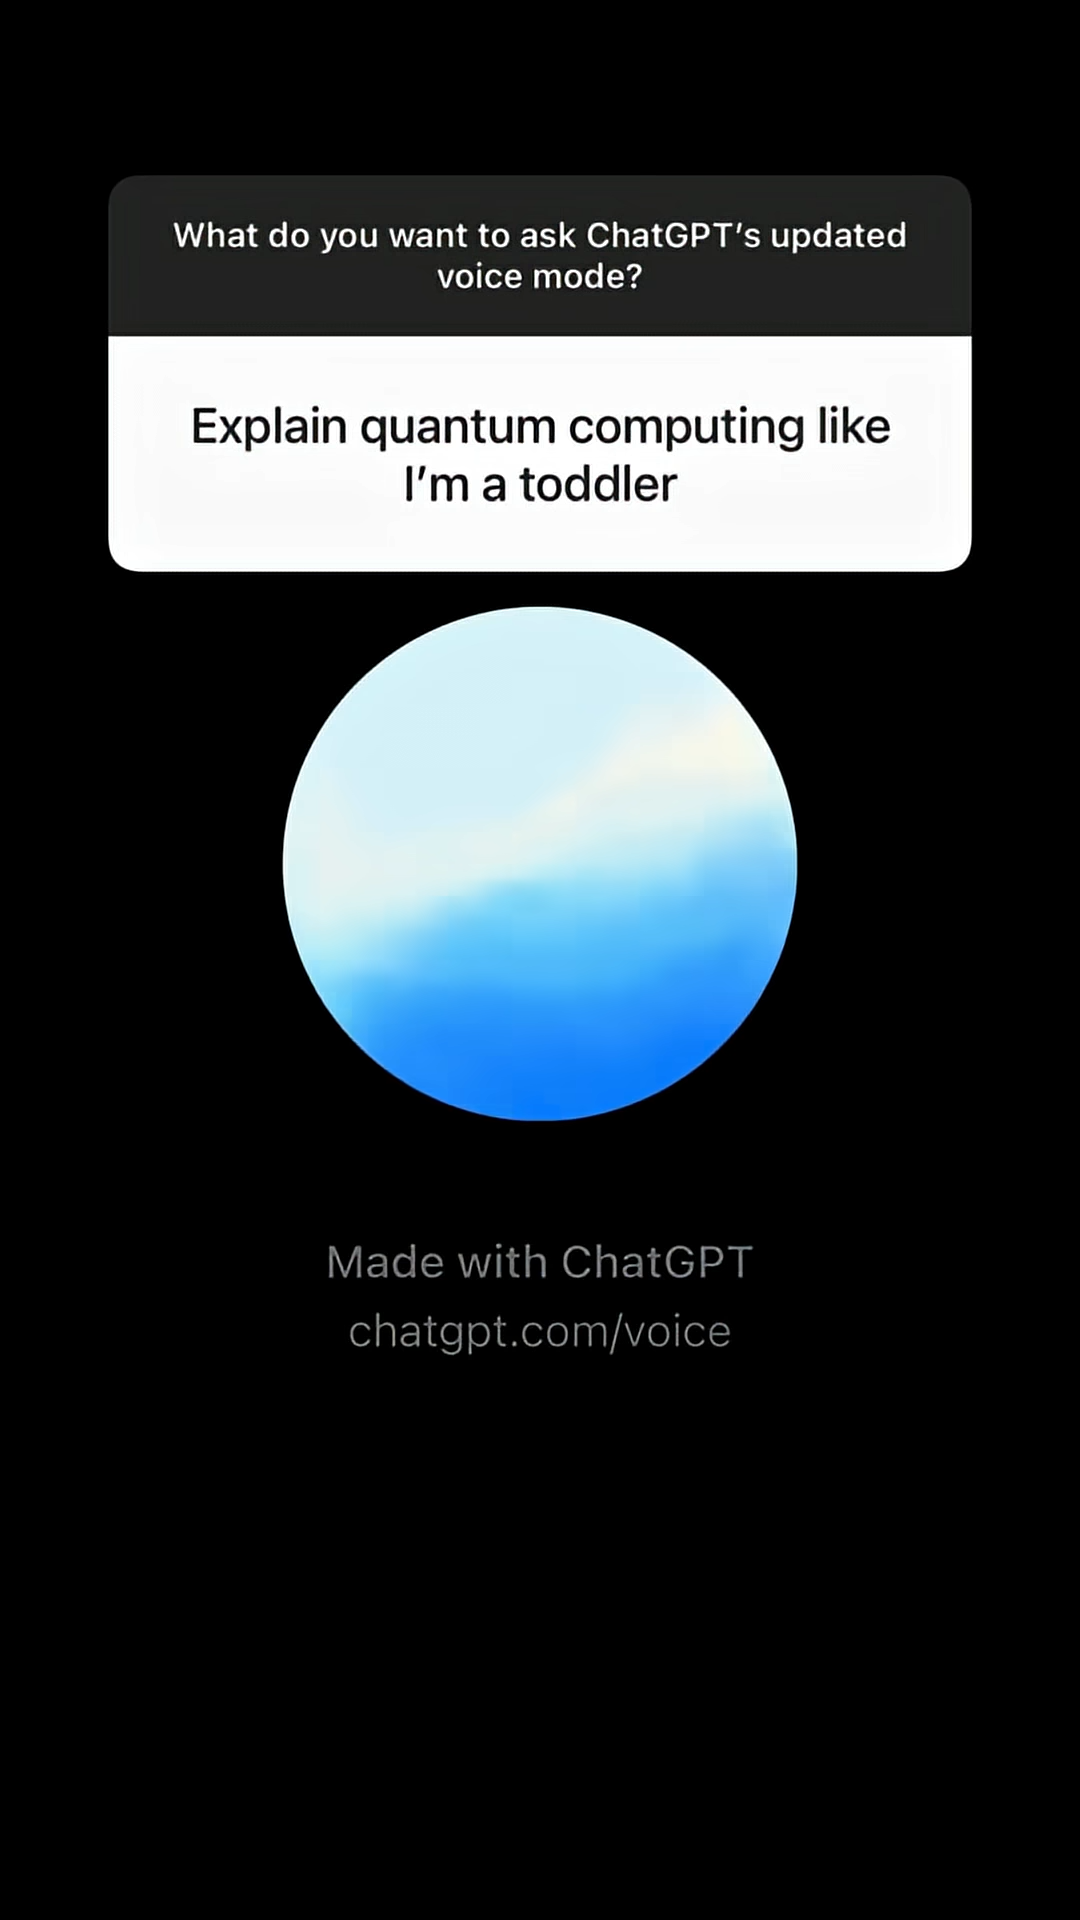 What do you want to ask ChatGPT’s updated
voice mode?
Explain quantum computing like
I’m a toddler
Made with ChatGPT
chatgpt.com/voice